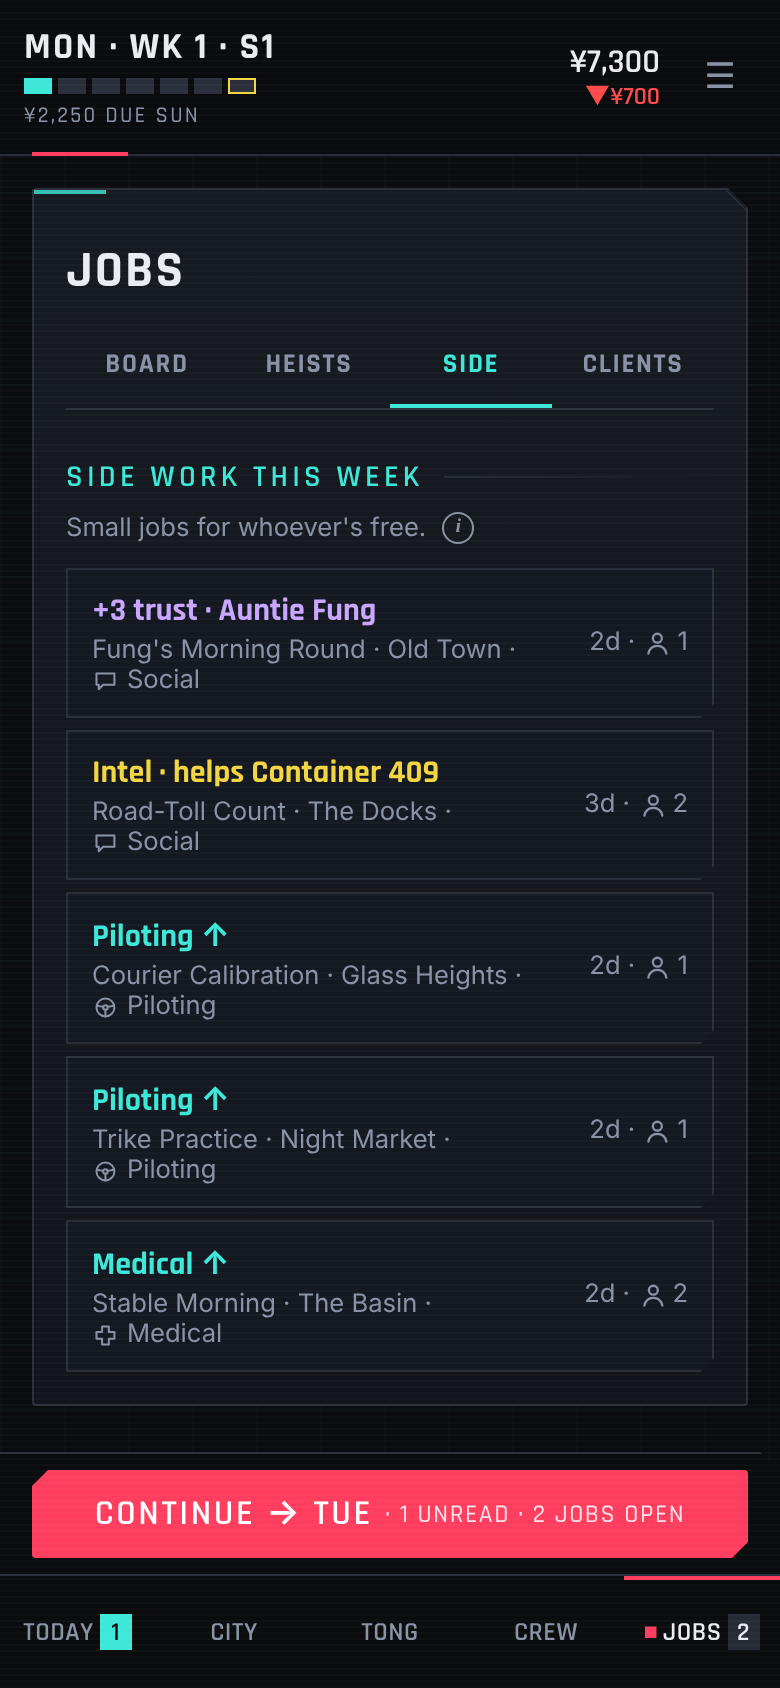 MON · WK 1 · S1
¥2,250 DUE SUN
¥7,300
▼¥700
JOBS
BOARD HEISTS SIDE CLIENTS
SIDE WORK THIS WEEK
Small jobs for whoever's free. i
+3 trust · Auntie Fung
Fung's Morning Round · Old Town ·
Social
2d · 1
Intel · helps Container 409
Road-Toll Count · The Docks ·
Social
3d · 2
Piloting ↑
Courier Calibration · Glass Heights ·
Piloting
2d · 1
Piloting ↑
Trike Practice · Night Market ·
Piloting
2d · 1
Medical ↑
Stable Morning · The Basin ·
Medical
2d · 2
CONTINUE → TUE · 1 UNREAD · 2 JOBS OPEN
TODAY 1 CITY TONG CREW JOBS 2